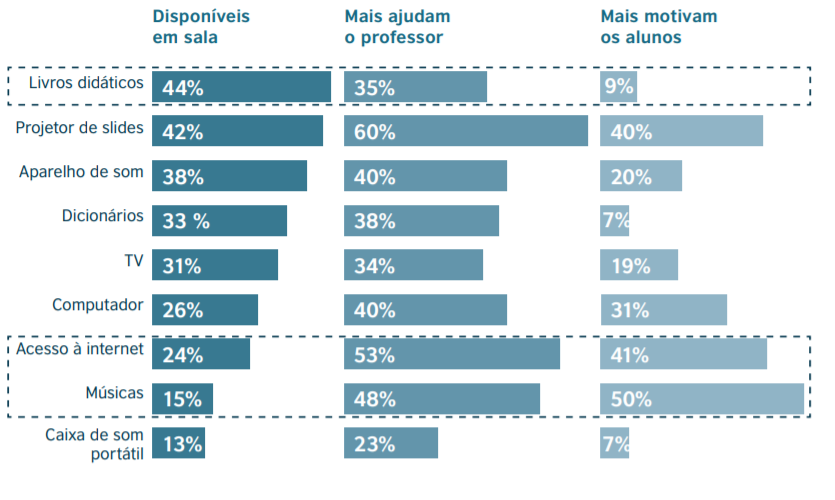 Disponíveis
em sala
Mais ajudam
o professor
Mais motivam
os alunos
Livros didáticos 44% 35% 9%
Projetor de slides 42% 60% 40%
Aparelho de som 38% 40% 20%
Dicionários 33 % 38% 7%
TV 31% 34% 19%
Computador 26% 40% 31%
Acesso à internet 24% 53% 41%
Músicas 15% 48% 50%
Caixa de som
portátil 13% 23% 7%